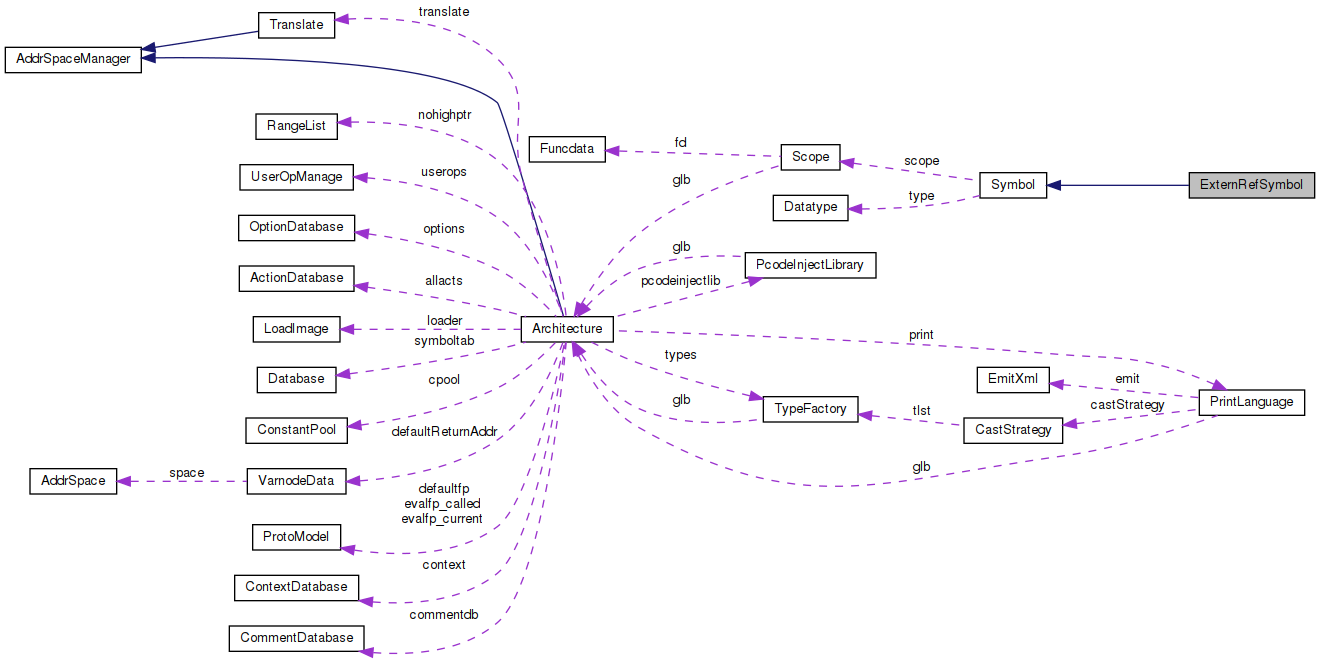 translate
Translate
AddrSpaceManager
nohighptr
RangeList
fd
Funcdata
Scope
scope
userops
UserOpManage
glb
Symbol
ExternRefSymbol
type
Datatype
options
OptionDatabase
glb
PcodeInjectLibrary
allacts
ActionDatabase
pcodeinjectlib
loader
LoadImage
Architecture
print
symboltab
types
Database
cpool
emit
EmitXml
glb
castStrategy
PrintLanguage
TypeFactory
tlst
ConstantPool
defaultReturnAddr
CastStrategy
glb
AddrSpace
space
VarnodeData
defaultfp
evalfp_called
evalfp_current
ProtoModel
context
ContextDatabase
commentdb
CommentDatabase